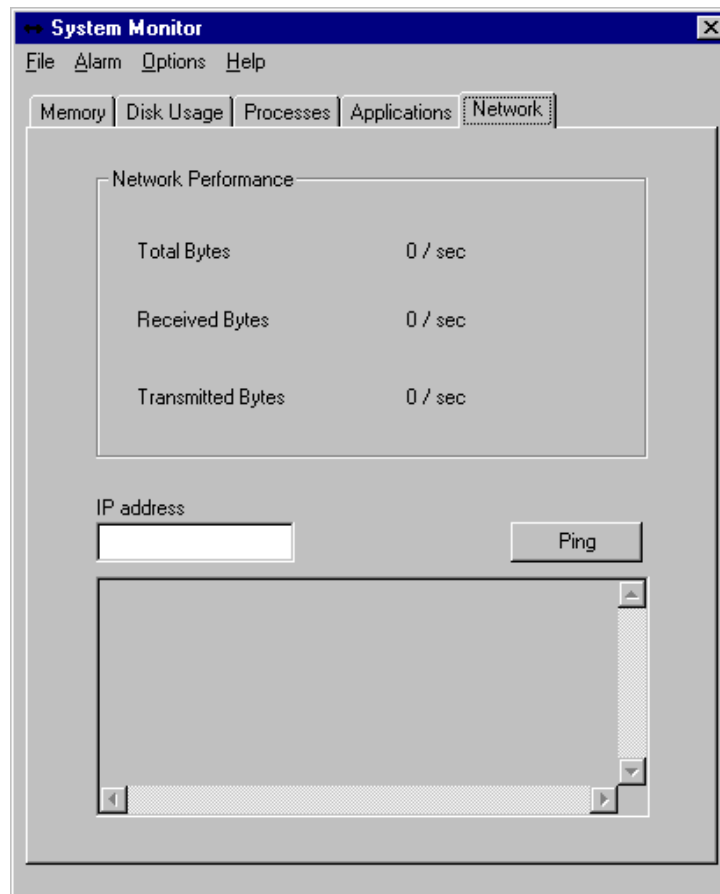 System Monitor
File Alarm Options Help
Memory Disk Usage Processes Applications Network
Network Performance
Total Bytes 0 / sec
Received Bytes 0 / sec
Transmitted Bytes 0 / sec
IP address
Ping